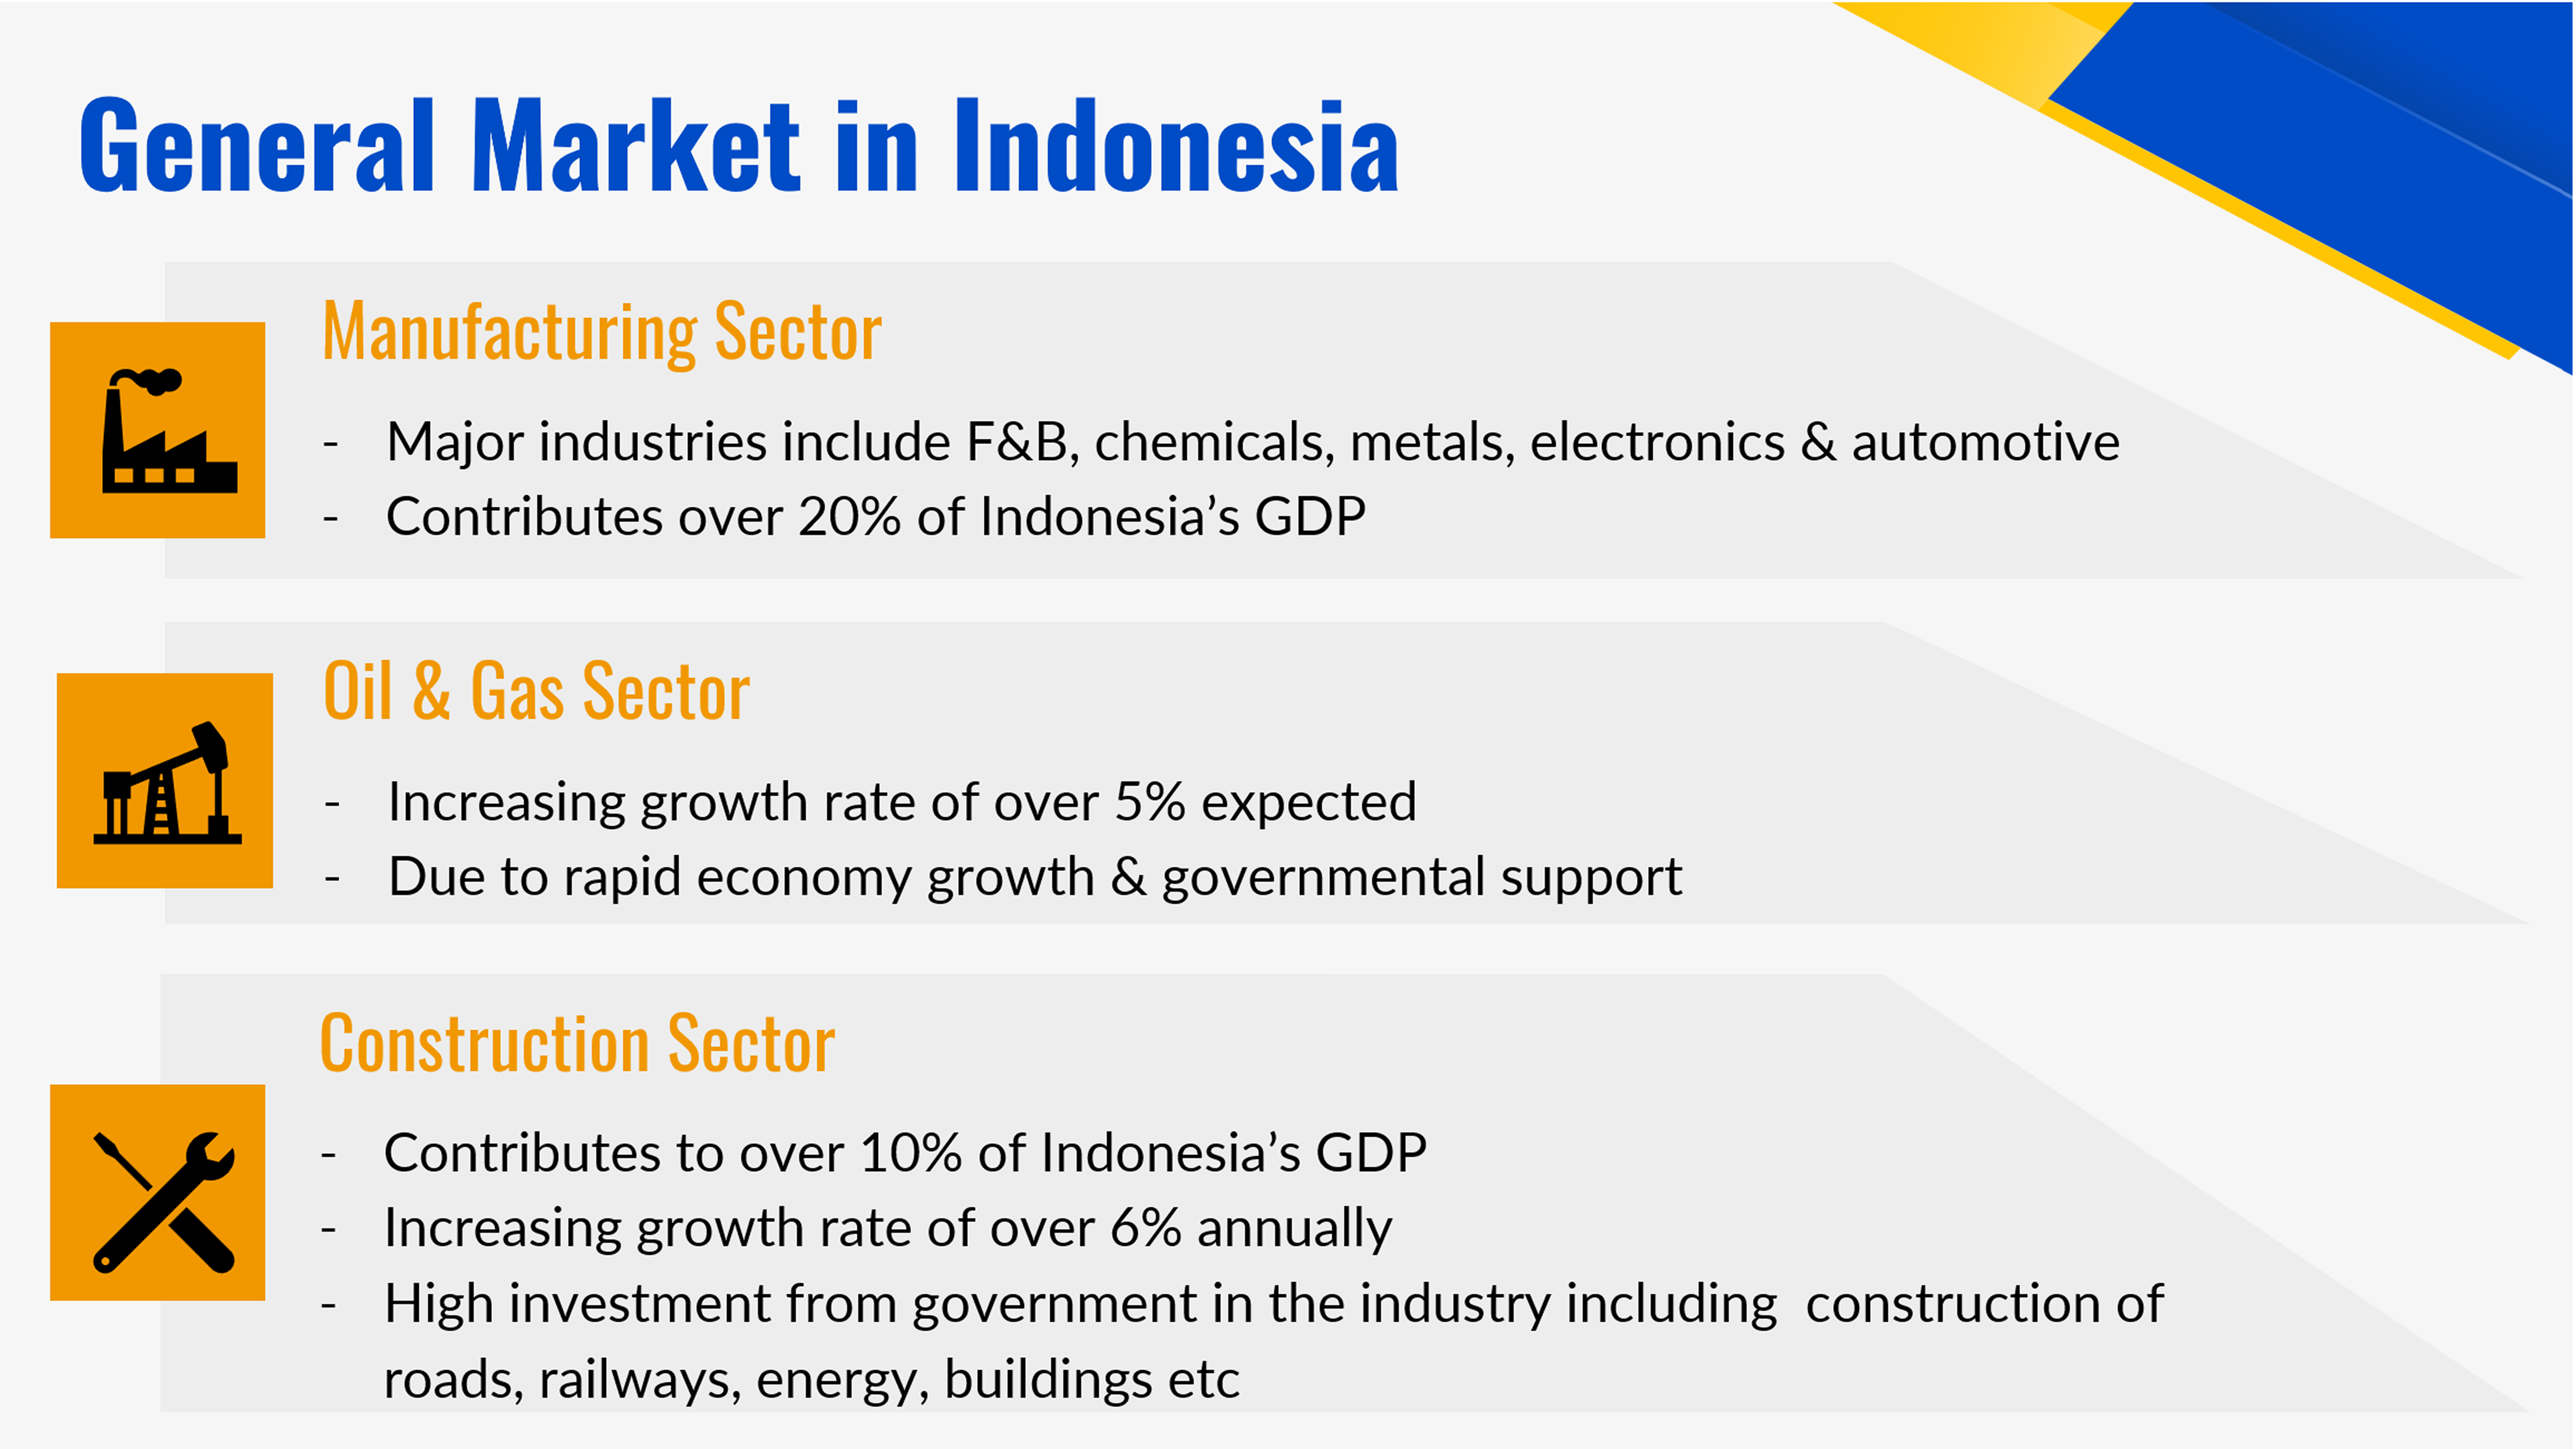 General Market in Indonesia
Manufacturing Sector
- Major industries include F&B, chemicals, metals, electronics & automotive
- Contributes over 20% of Indonesia’s GDP
Oil & Gas Sector
- Increasing growth rate of over 5% expected
- Due to rapid economy growth & governmental support
Construction Sector
- Contributes to over 10% of Indonesia’s GDP
- Increasing growth rate of over 6% annually
- High investment from government in the industry including  construction of
roads, railways, energy, buildings etc